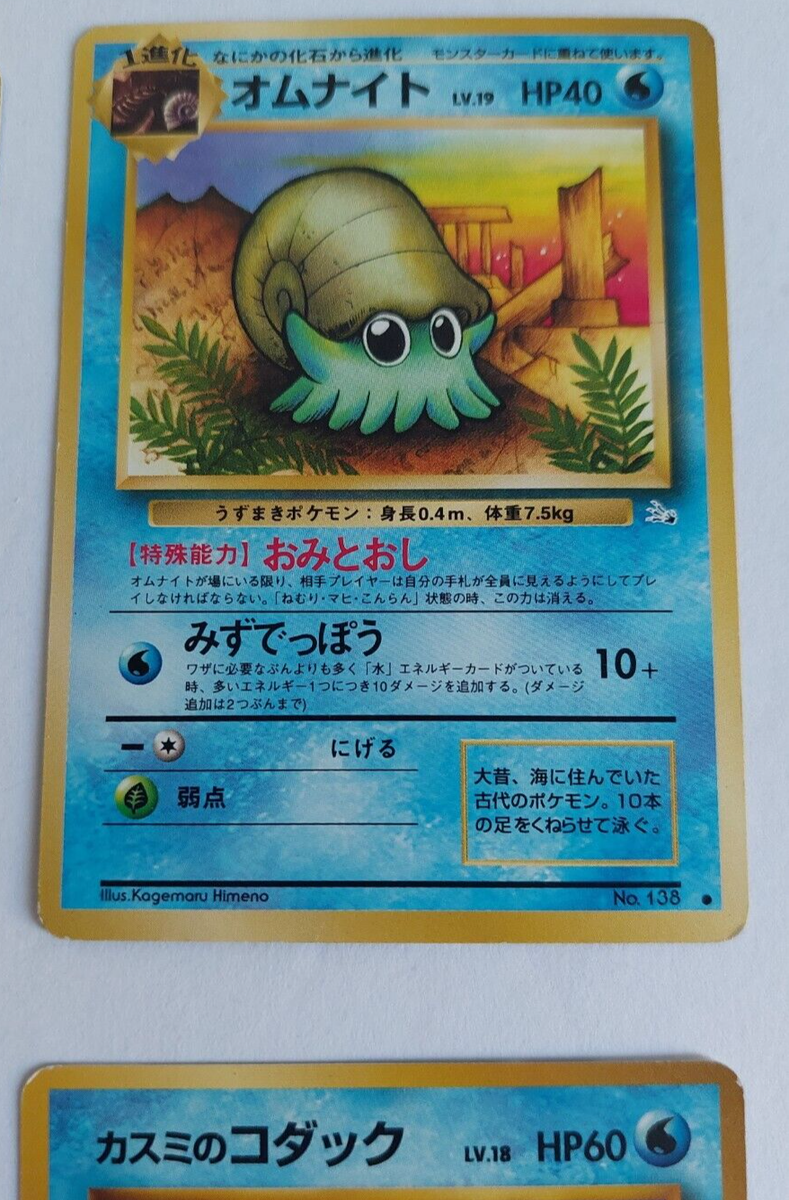 1進化 なにかの化石から進化 モンスターカードに重ねて使います。
オムナイト LV.19 HP40
うずまきポケモン：身長0.4m、体重7.5kg
【特殊能力】おみとおし
オムナイトが場にいる限り、相手プレイヤーは自分の手札が全員に見えるようにしてプレ
イしなければならない。「ねむり・マヒ・こんらん」状態の時、この力は消える。
みずでっぽう 10+
ワザに必要なぶんよりも多く「水」エネルギーカードがついている
時、多いエネルギー1つにつき10ダメージを追加する。(ダメージ
追加は2つぶんまで)
ー にげる
弱点
大昔、海に住んでいた
古代のポケモン。10本
の足をくねらせて泳ぐ。
Illus.Kagemaru Himeno No. 138
カスミのコダック LV.18 HP60